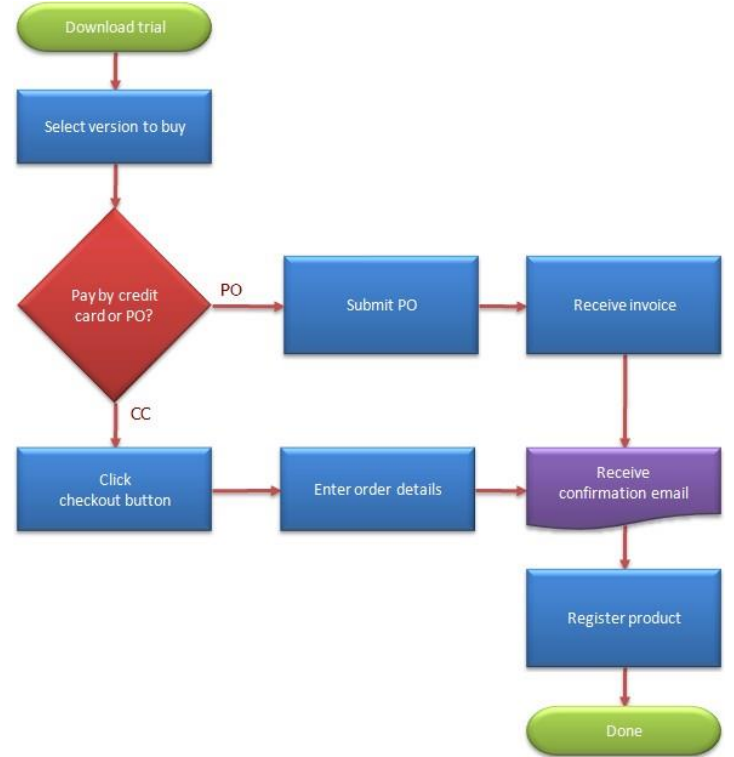 Download trial
Select version to buy
Pay by credit
card or PO?
PO
Submit PO
Receive invoice
CC
Click
checkout button
Enter order details
Receive
confirmation email
Register product
Done